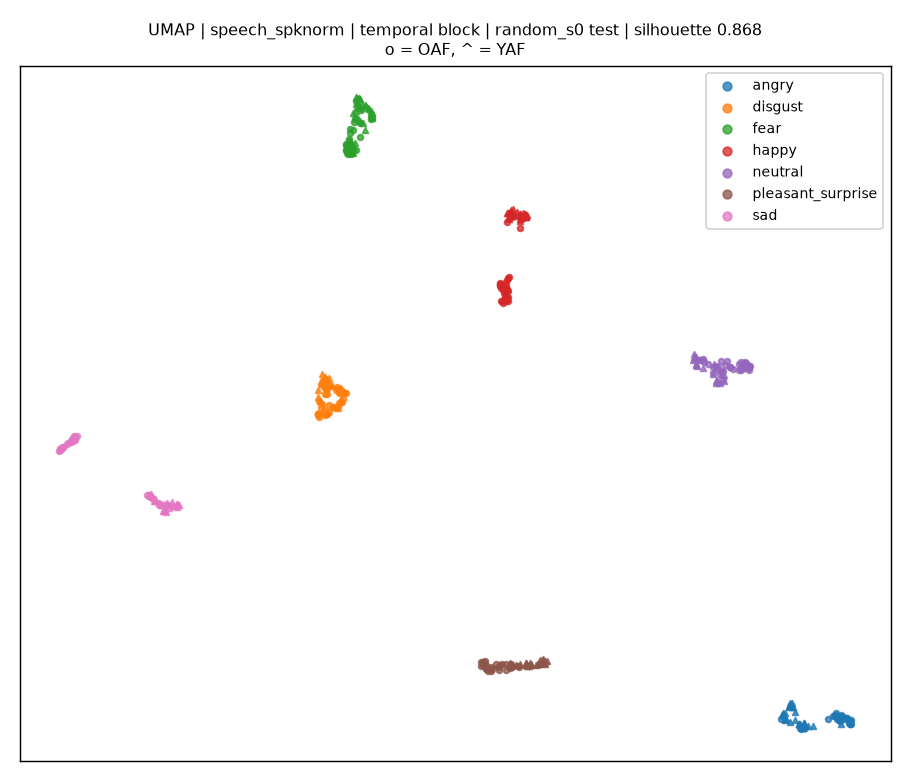 UMAP | speech_spknorm | temporal block | random_s0 test | silhouette 0.868
o = OAF, ^ = YAF
angry
disgust
fear
happy
neutral
pleasant_surprise
sad